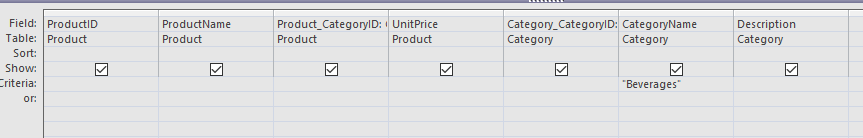 Field: ProductID ProductName Product_CategoryID: UnitPrice Category_CategoryID: CategoryName Description
Table: Product Product Product Product Category Category Category
Sort:
Show:
Criteria: "Beverages"
or: